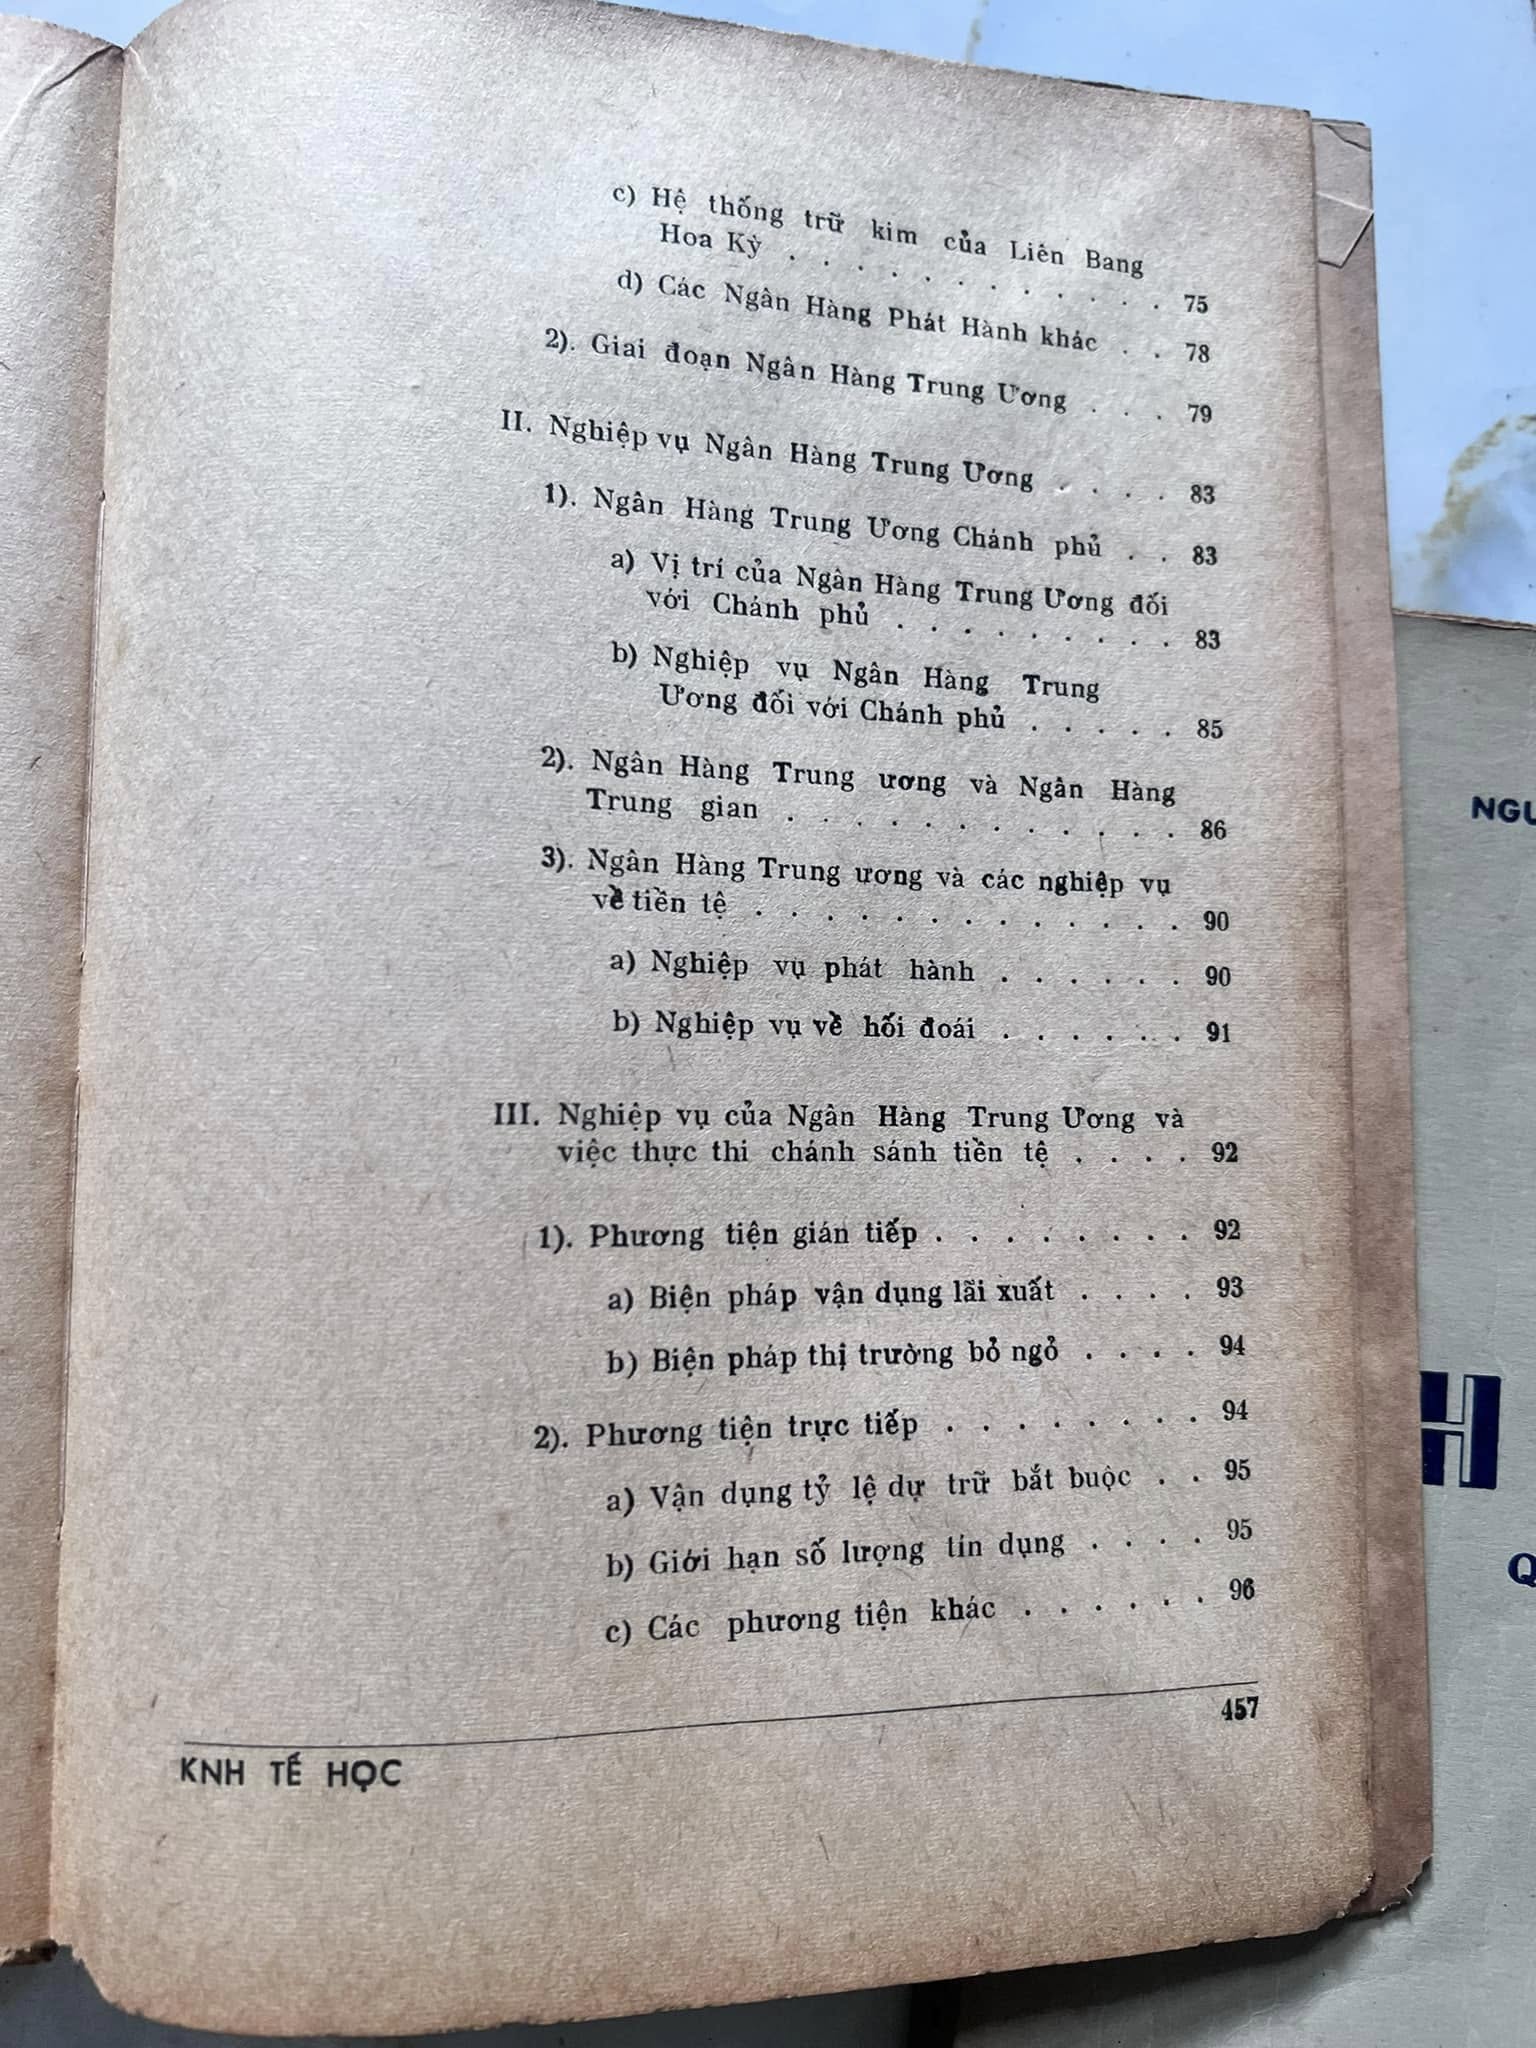 c) Hệ thống trữ kim của Liên Bang
Hoa Kỳ . . . . . . . . . . . . 75
d) Các Ngân Hàng Phát Hành khác . . 78
2). Giai đoạn Ngân Hàng Trung Ương . . . 79
II. Nghiệp vụ Ngân Hàng Trung Ương . . . . 83
1). Ngân Hàng Trung Ương Chánh phủ . . 83
a) Vị trí của Ngân Hàng Trung Ương đối
với Chánh phủ . . . . . . . . . 83
b) Nghiệp vụ Ngân Hàng Trung
Ương đối với Chánh phủ . . . . . 85
2). Ngân Hàng Trung ương và Ngân Hàng
Trung gian . . . . . . . . . . . . 86
3). Ngân Hàng Trung ương và các nghiệp vụ
về tiền tệ . . . . . . . . . . . . . 90
a) Nghiệp vụ phát hành . . . . . . 90
b) Nghiệp vụ về hối đoái . . . . . . 91
III. Nghiệp vụ của Ngân Hàng Trung Ương và
việc thực thi chánh sánh tiền tệ . . . . 92
1). Phương tiện gián tiếp . . . . . . . . 92
a) Biện pháp vận dụng lãi xuất . . . . 93
b) Biện pháp thị trường bỏ ngỏ . . . . 94
2). Phương tiện trực tiếp . . . . . . . . 94
a) Vận dụng tỷ lệ dự trữ bắt buộc . . 95
b) Giới hạn số lượng tín dụng . . . . 95
c) Các phương tiện khác . . . . . . 96
457
KNH TẾ HỌC
NGU
H
Q